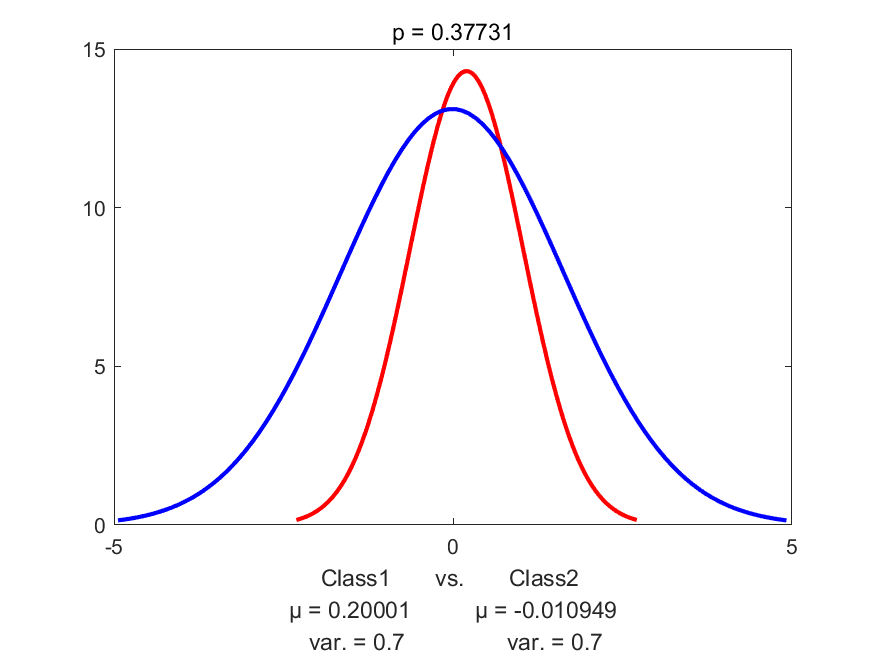 p = 0.37731
15
10
5
0
-5 0 5
Class1 vs. Class2
μ = 0.20001 μ = -0.010949
var. = 0.7 var. = 0.7